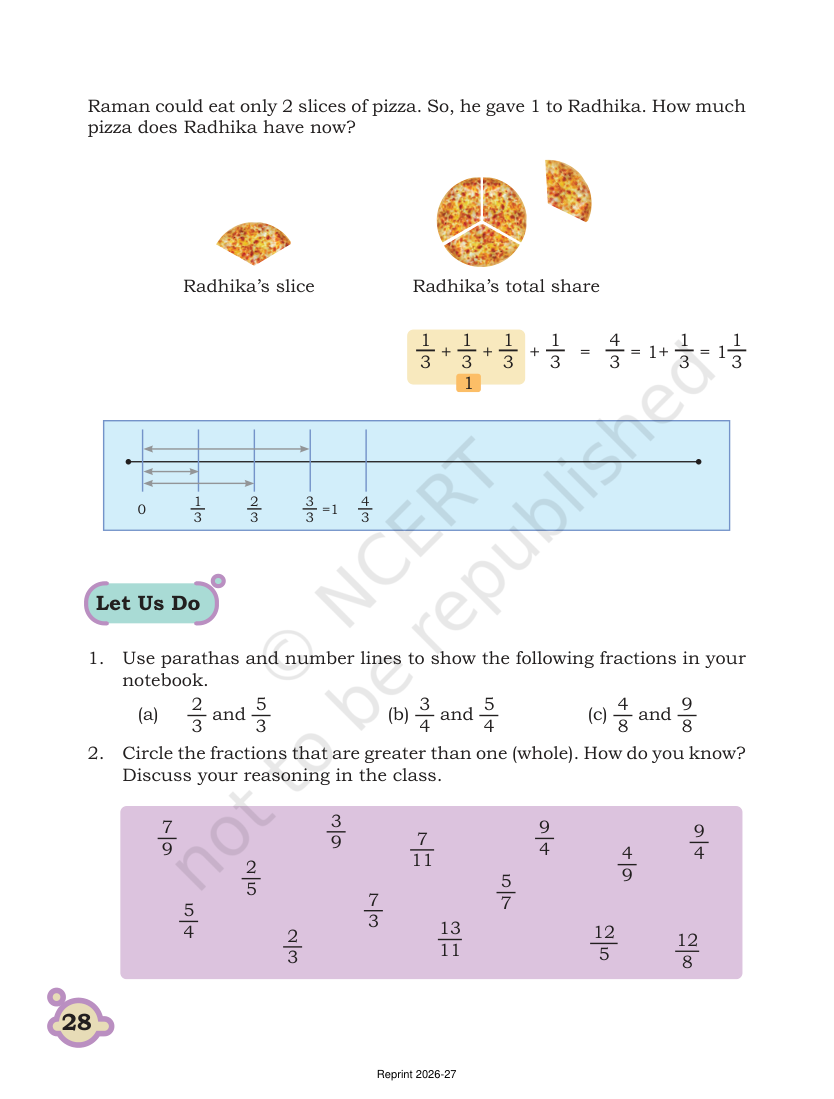 Raman could eat only 2 slices of pizza. So, he gave 1 to Radhika. How much
pizza does Radhika have now?
Radhika's slice Radhika's total share
1/3 + 1/3 + 1/3 + 1/3 = 4/3 = 1+ 1/3 = 1 1/3
1
0 1/3 2/3 3/3 =1 4/3
Let Us Do
1. Use parathas and number lines to show the following fractions in your
notebook.
(a) 2/3 and 5/3 (b) 3/4 and 5/4 (c) 4/8 and 9/8
2. Circle the fractions that are greater than one (whole). How do you know?
Discuss your reasoning in the class.
7/9 3/9 7/11 9/4 4/9 9/4
2/5 5/7
5/4 7/3
2/3 13/11 12/5 12/8
28
Reprint 2026-27
© NCERT
not to be republished